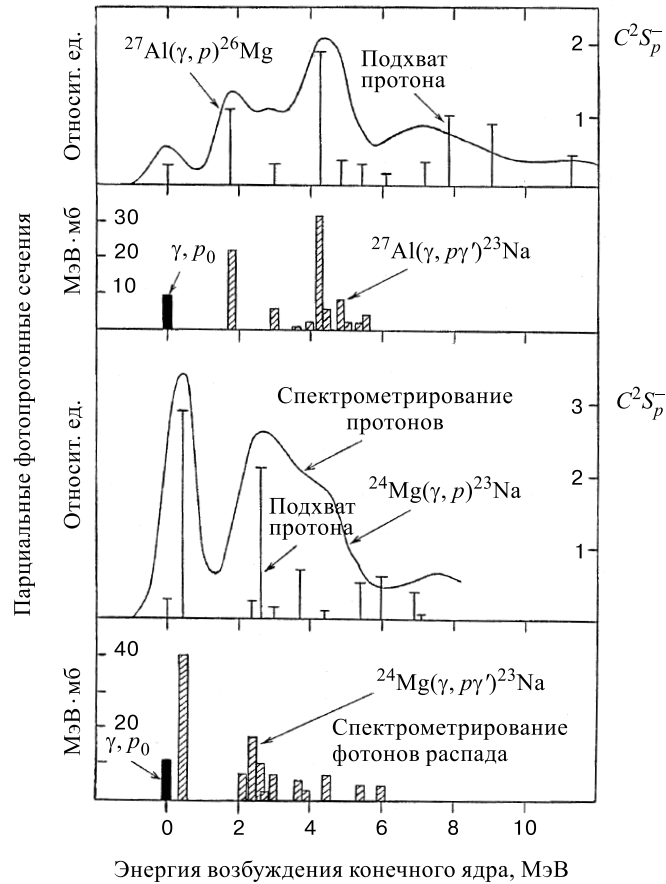 Парциальные фотопротонные сечения
Относит. ед.
²⁷Al(γ, p)²⁶Mg
Подхват
протона
2
1
C²Sₚ⁻
МэВ·мб
30
20
10
γ, p₀
²⁷Al(γ, pγ′)²³Na
Относит. ед.
Спектрометрирование
протонов
²⁴Mg(γ, p)²³Na
Подхват
протона
3
2
1
C²Sₚ⁻
МэВ·мб
40
20
γ, p₀
²⁴Mg(γ, pγ′)²³Na
Спектрометрирование
фотонов распада
0 2 4 6 8 10
Энергия возбуждения конечного ядра, МэВ